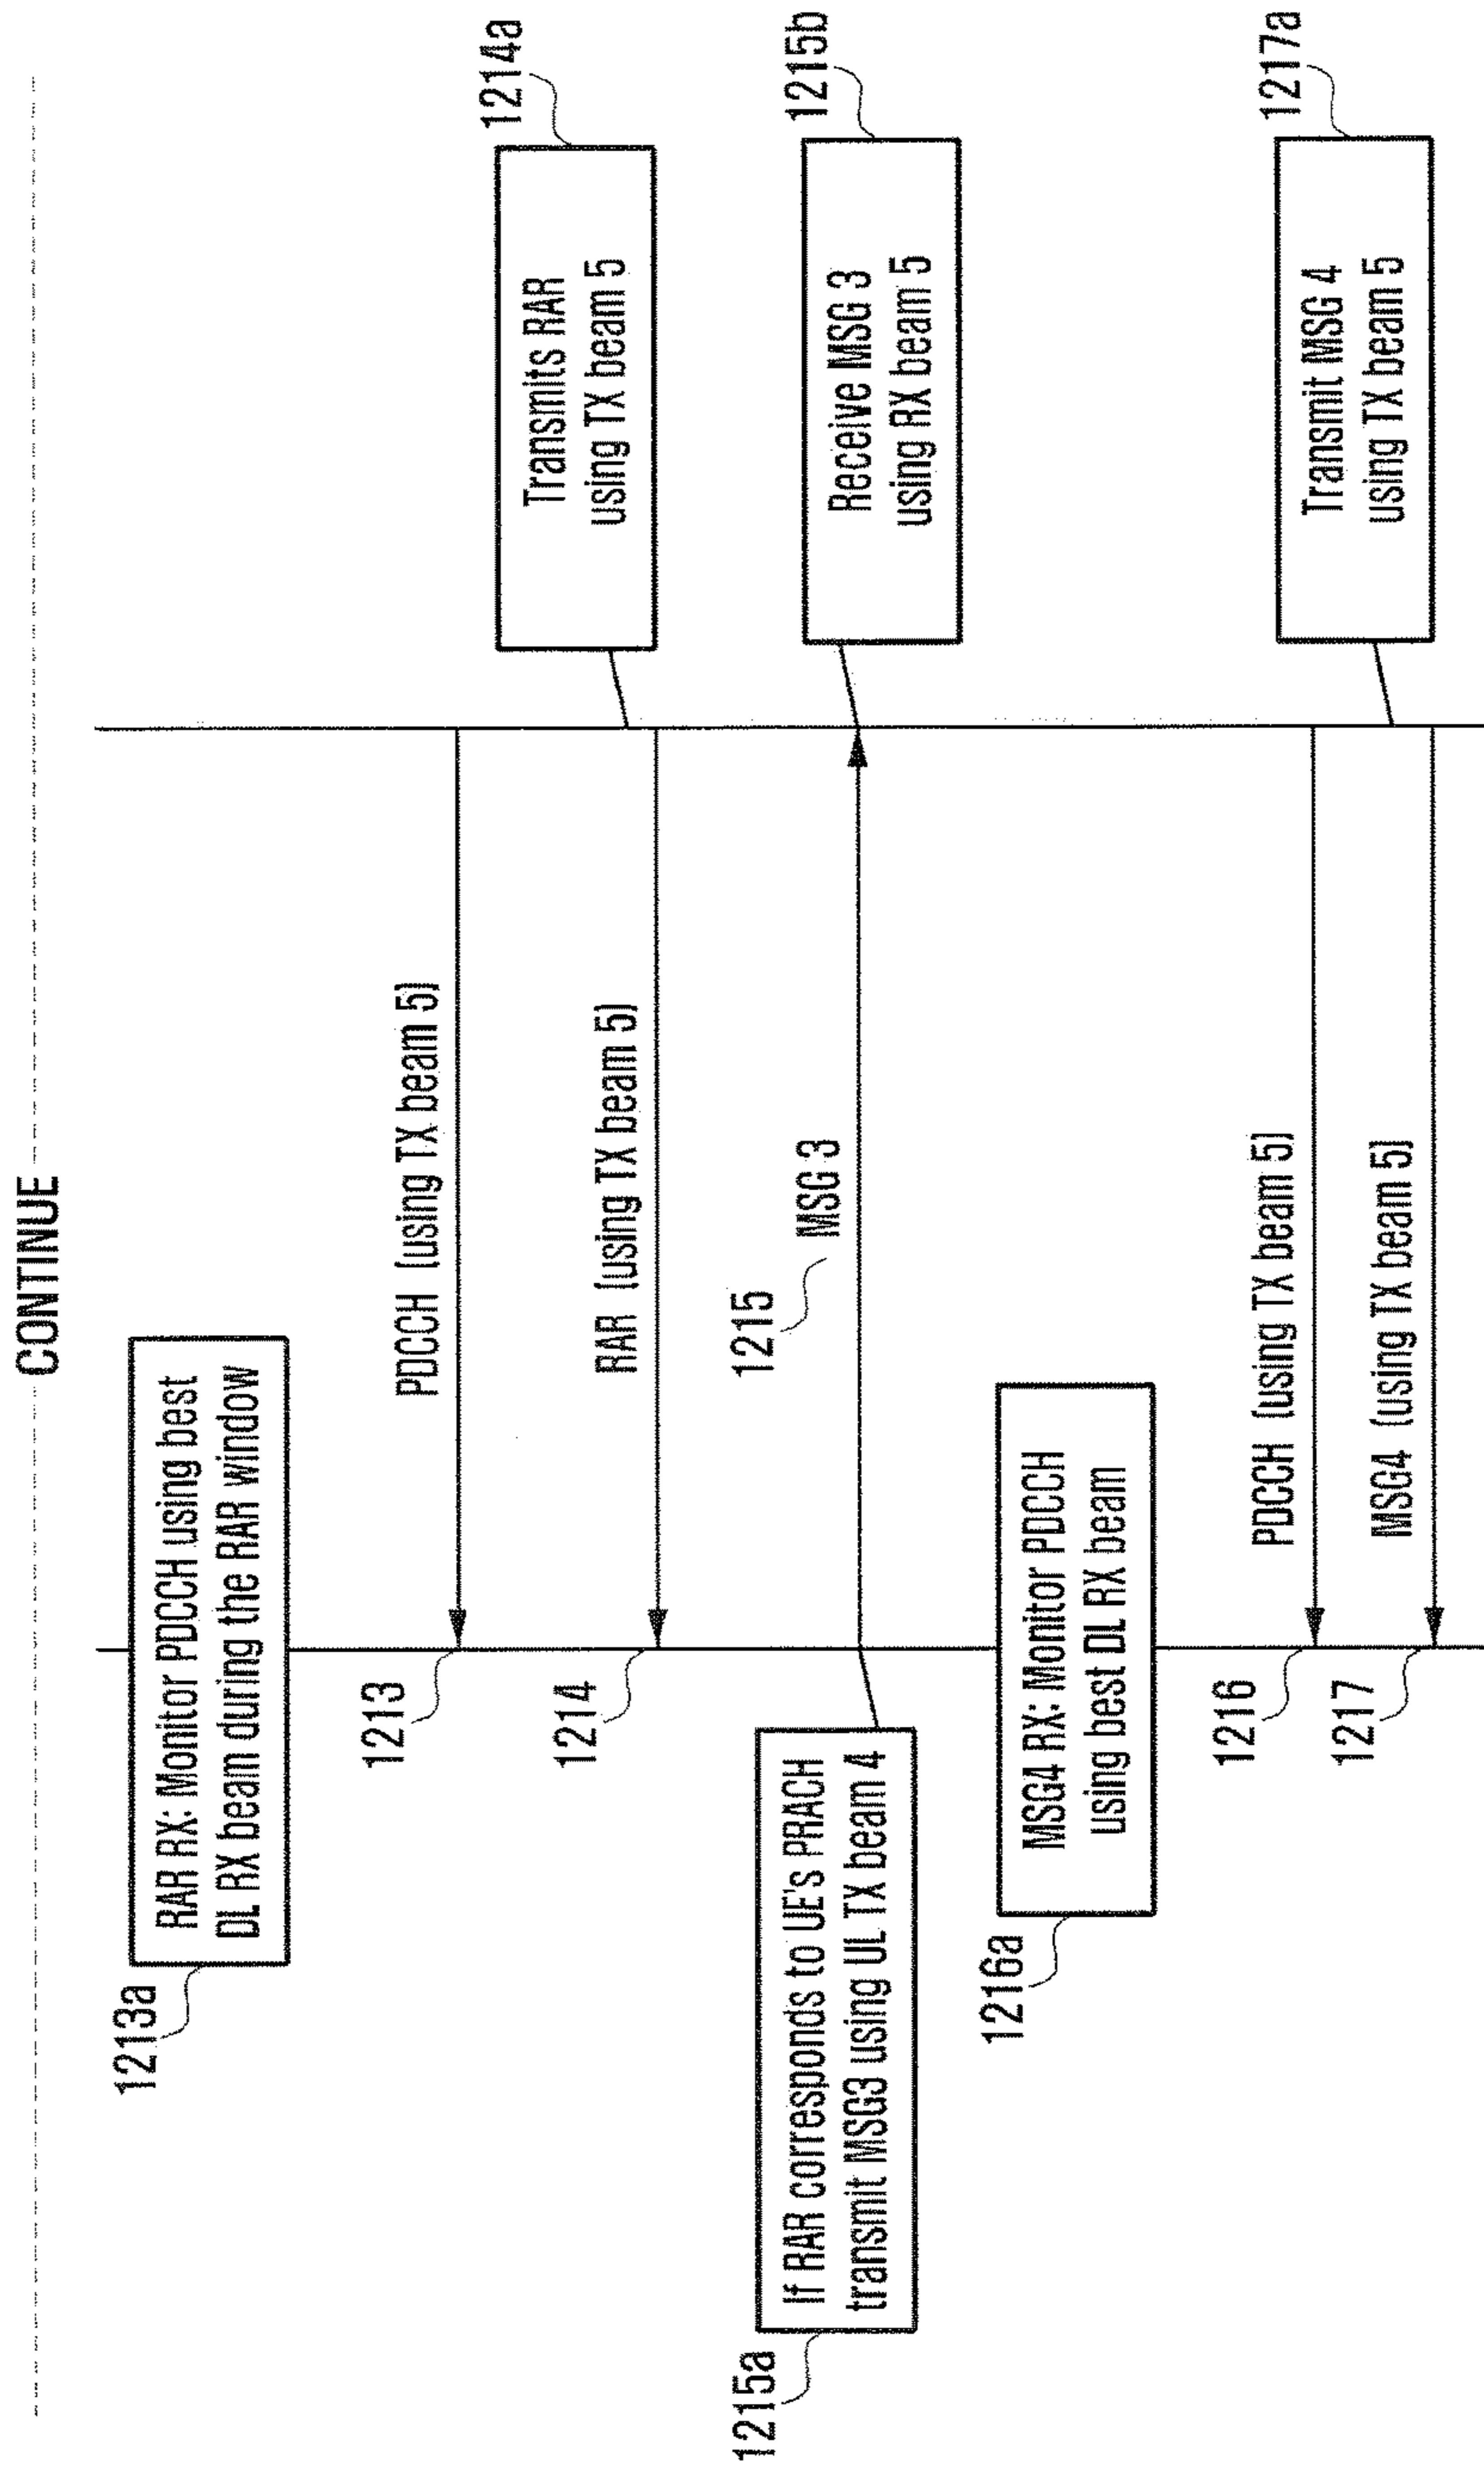 CONTINUE
1213a
RAR RX: Monitor PDCCH using best
DL RX beam during the RAR window
PDCCH (using TX beam 5)
1213
Transmits RAR
using TX beam 5
1214a
RAR (using TX beam 5)
1214
1215
MSG 3
1215a
If RAR corresponds to UE's PRACH
transmit MSG3 using UL TX beam 4
Receive MSG 3
using RX beam 5
1215b
1216a
MSG4 RX: Monitor PDCCH
using best DL RX beam
PDCCH (using TX beam 5)
1216
Transmit MSG 4
using TX beam 5
1217a
MSG4 (using TX beam 5)
1217